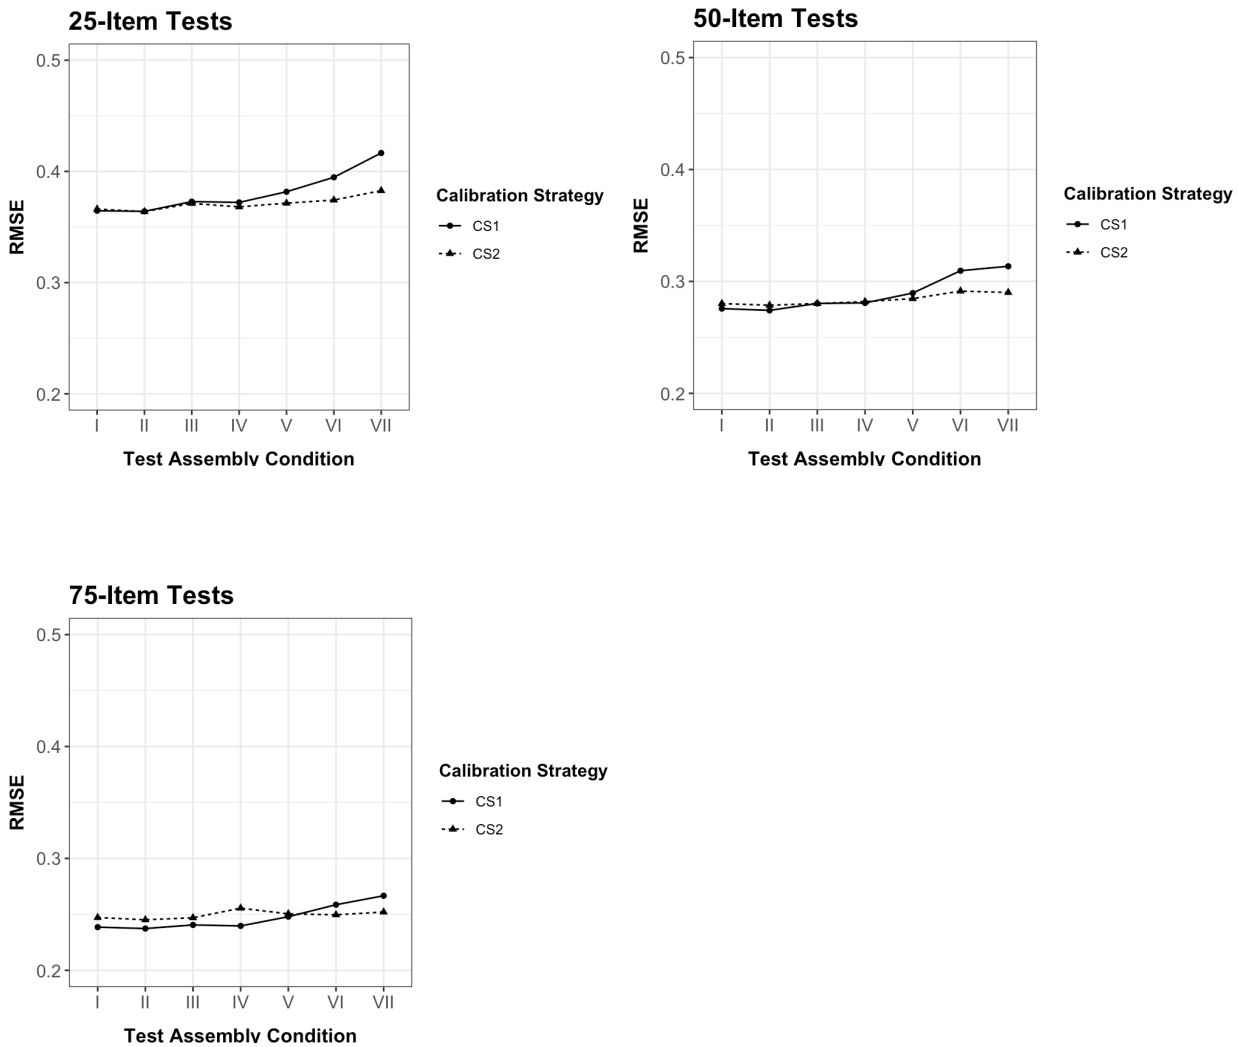 25-Item Tests
0.5
0.4
0.3
0.2
RMSE
I II III IV V VI VII
Test Assembly Condition
Calibration Strategy
CS1
CS2
50-Item Tests
0.5
0.4
0.3
0.2
RMSE
I II III IV V VI VII
Test Assembly Condition
Calibration Strategy
CS1
CS2
75-Item Tests
0.5
0.4
0.3
0.2
RMSE
I II III IV V VI VII
Test Assembly Condition
Calibration Strategy
CS1
CS2